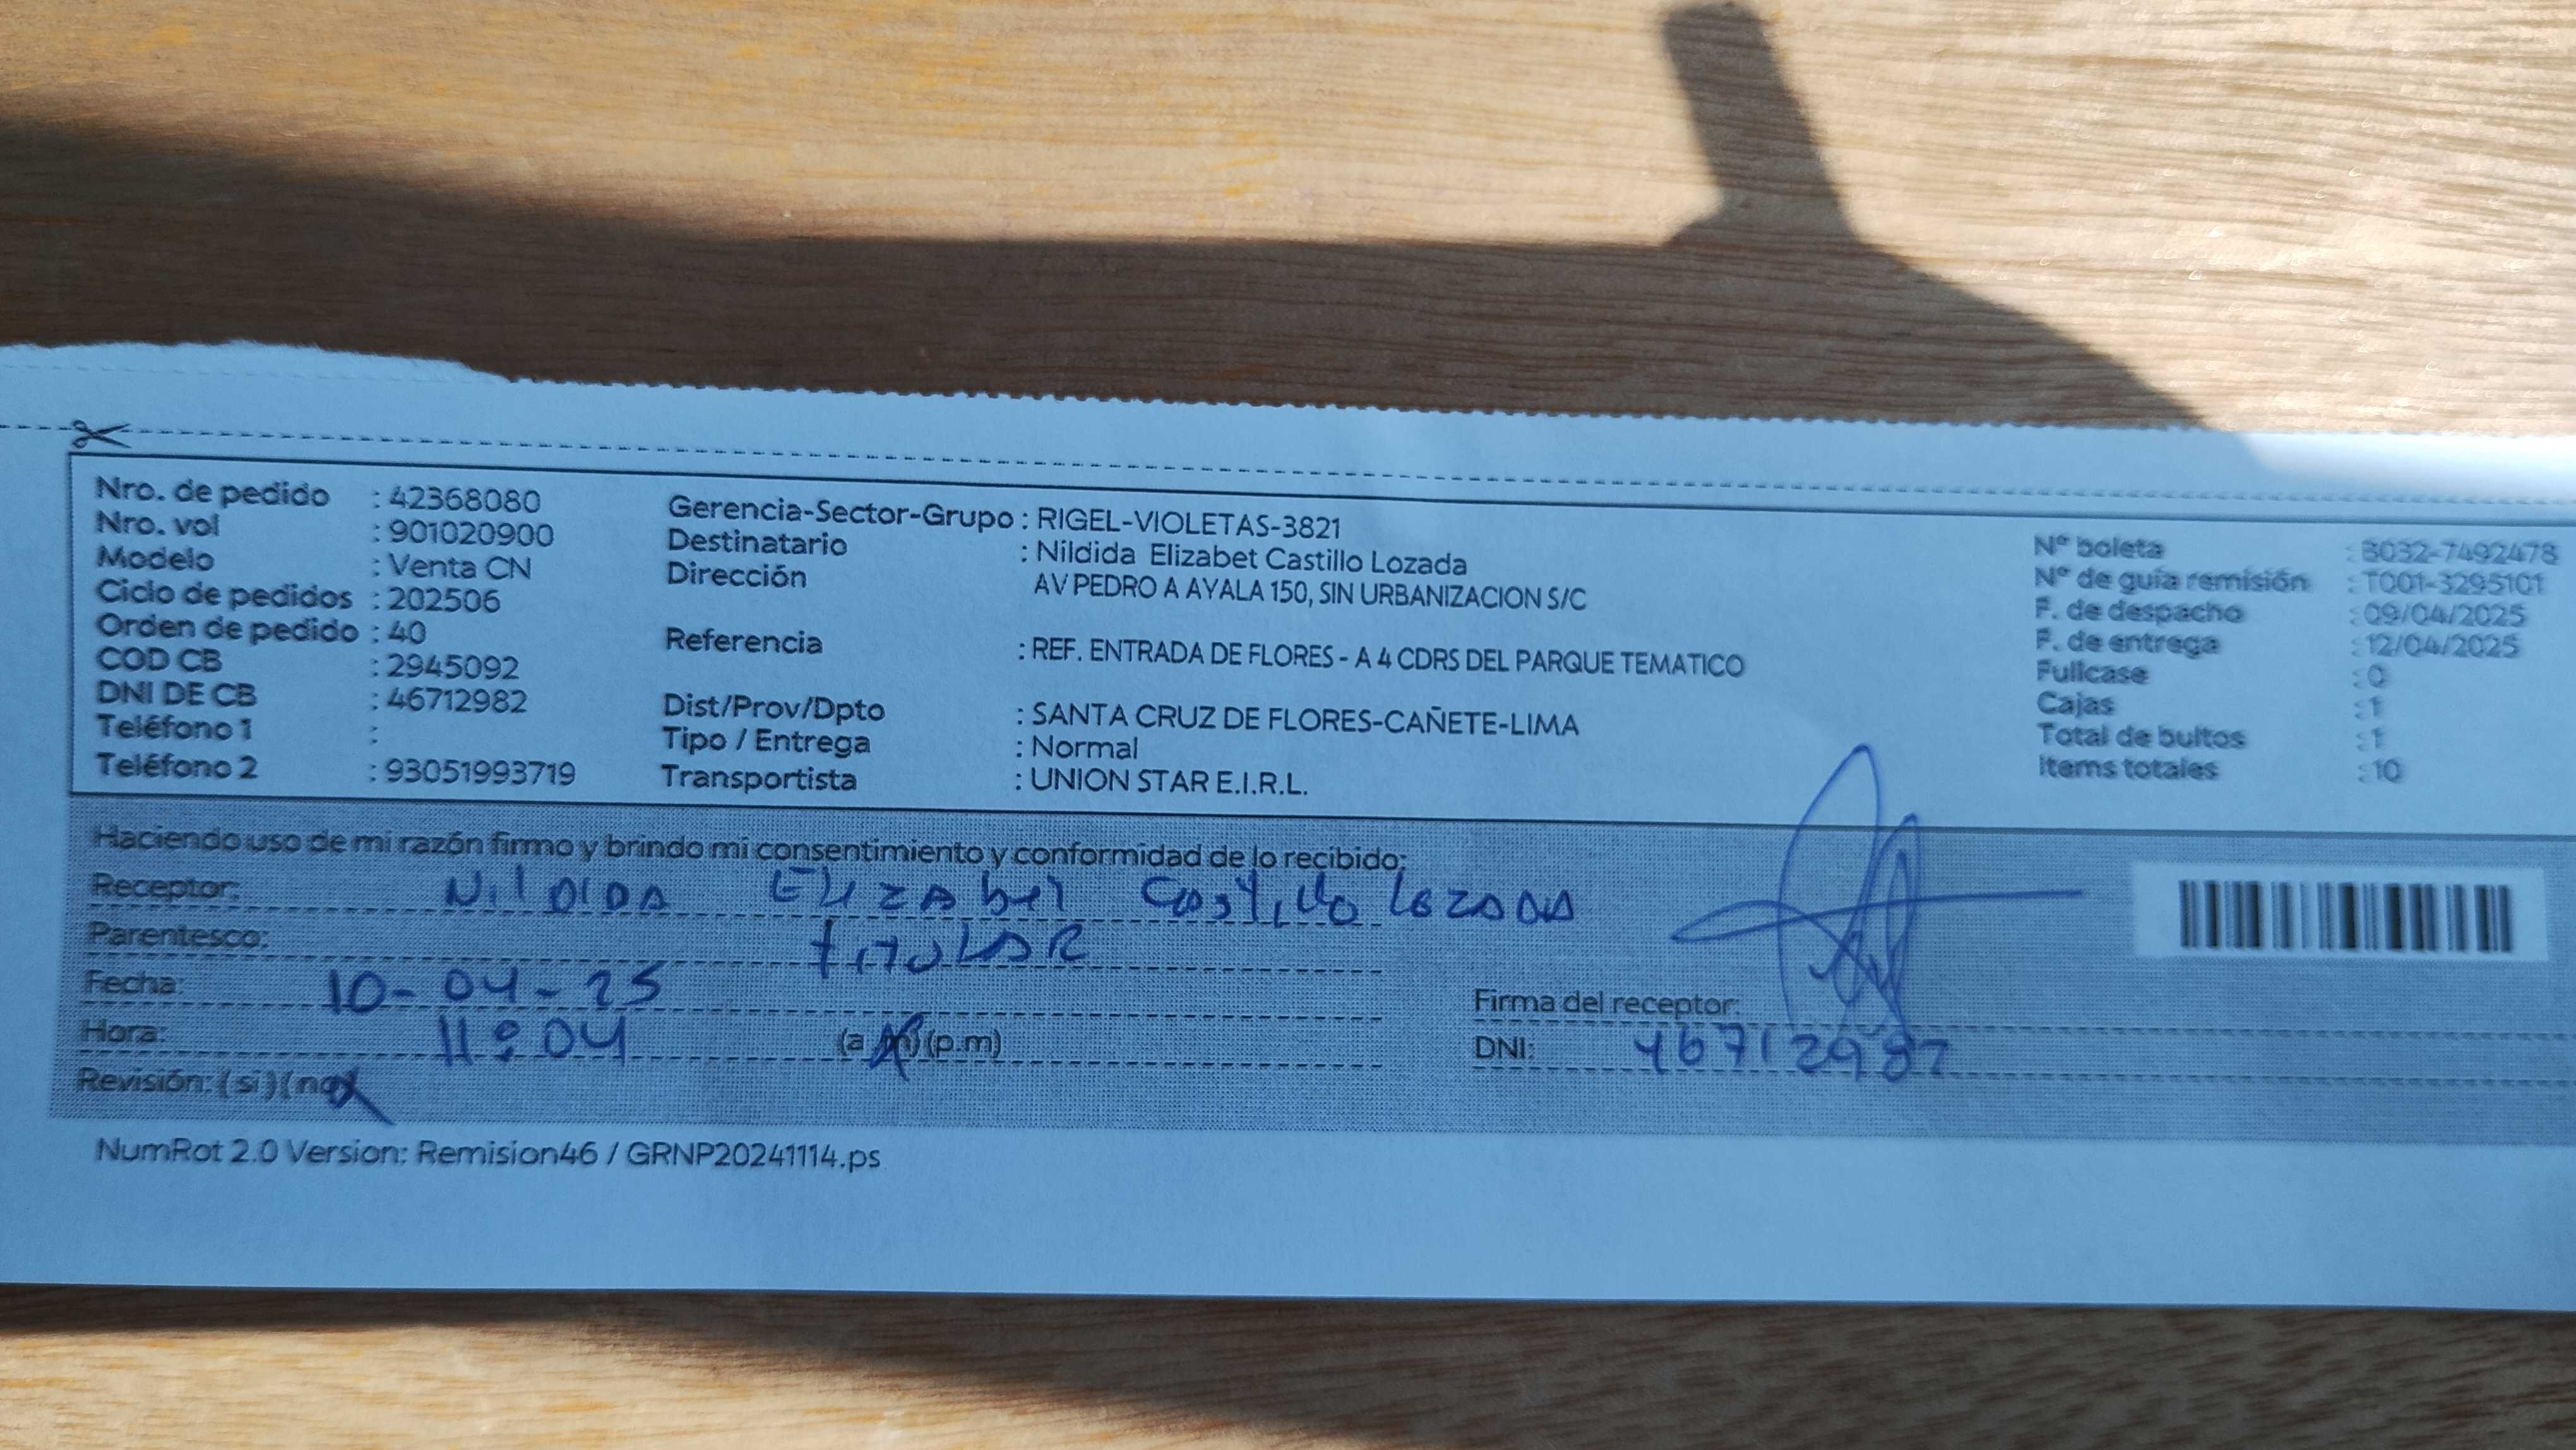 Nro. de pedido : 42368080
Nro. vol : 901020900
Modelo : Venta CN
Ciclo de pedidos : 202506
Orden de pedido : 40
COD CB : 2945092
DNI DE CB : 46712982
Teléfono 1 :
Teléfono 2 : 93051993719
Gerencia-Sector-Grupo : RIGEL-VIOLETAS-3821
Destinatario : Nildida Elizabet Castillo Lozada
Dirección AV PEDRO A AYALA 150, SIN URBANIZACION S/C
Referencia : REF. ENTRADA DE FLORES - A 4 CDRS DEL PARQUE TEMATICO
Dist/Prov/Dpto : SANTA CRUZ DE FLORES-CAÑETE-LIMA
Tipo / Entrega : Normal
Transportista : UNION STAR E.I.R.L.
N° boleta : B032-7492478
N° de guía remisión : T001-3295101
F. de despacho : 09/04/2025
F. de entrega : 12/04/2025
Fullcase : 0
Cajas : 1
Total de bultos : 1
Items totales : 10
Haciendo uso de mi razón firmo y brindo mi consentimiento y conformidad de lo recibido:
Receptor: Nildida Elizabet Castillo Lozada
Parentesco: titular
Fecha: 10-04-25
Hora: 11:04 (a.m) (p.m)
Revisión: (si) (no)
Firma del receptor:
DNI: 46712982
NumRot 2.0 Version: Remision46 / GRNP20241114.ps